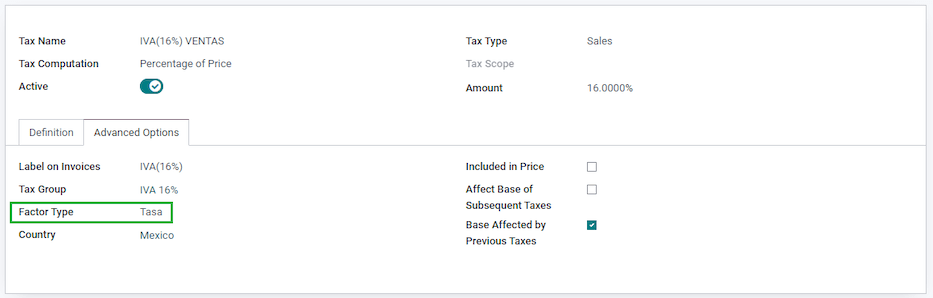 Tax Name IVA(16%) VENTAS Tax Type Sales
Tax Computation Percentage of Price Tax Scope
Active Amount 16.0000%
Definition Advanced Options
Label on Invoices IVA(16%) Included in Price
Tax Group IVA 16% Affect Base of
Subsequent Taxes
Factor Type Tasa
Base Affected by
Previous Taxes
Country Mexico